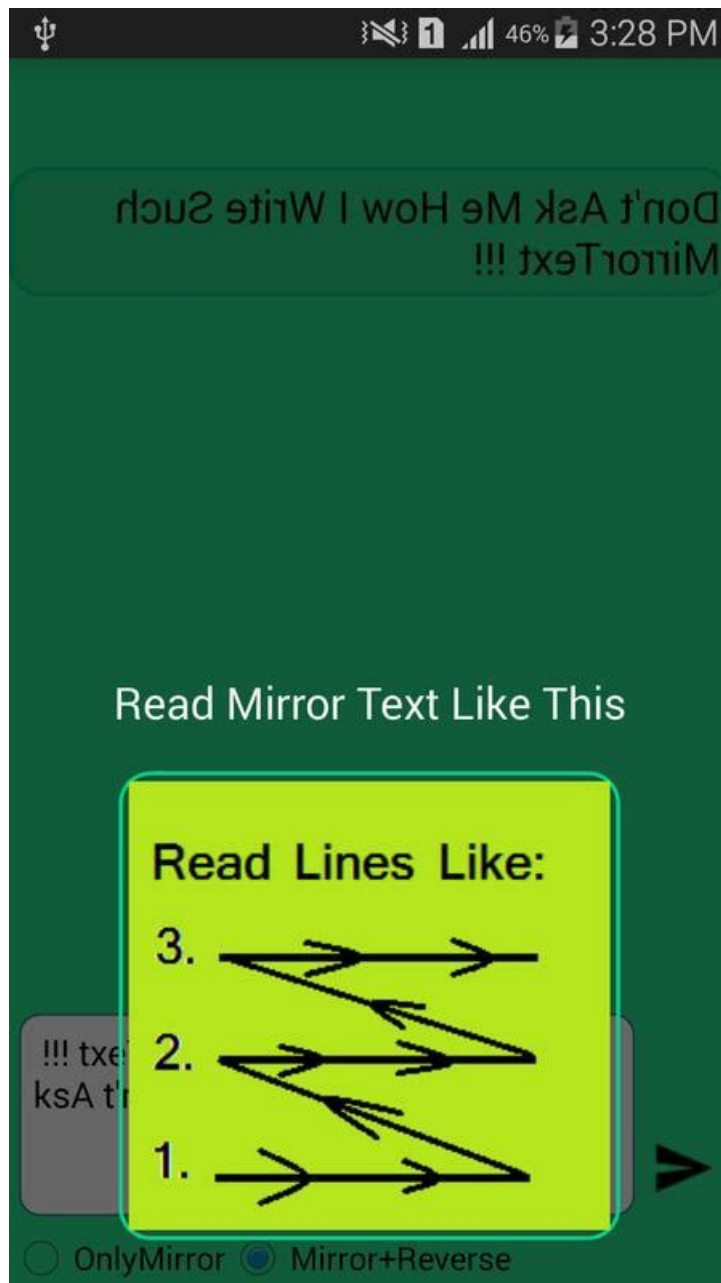 3:28 PM
46%
1
Don't Ask Me How I Write Such
MirrorText !!!
Read Mirror Text Like This
Read Lines Like:
3.
2.
1.
!!! txe
ksA t'
OnlyMirror Mirror+Reverse